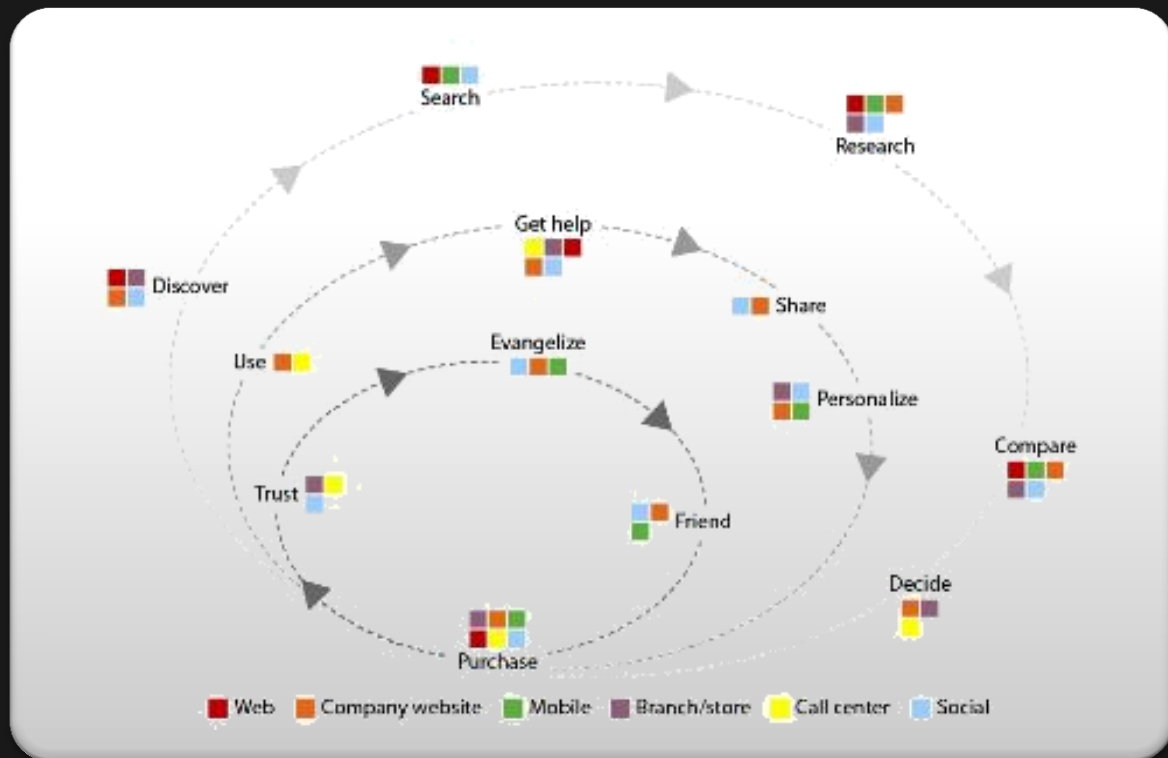 Search
Research
Get help
Discover
Share
Evangelize
Use
Personalize
Compare
Trust
Friend
Decide
Purchase
Web Company website Mobile Branch/store Call center Social